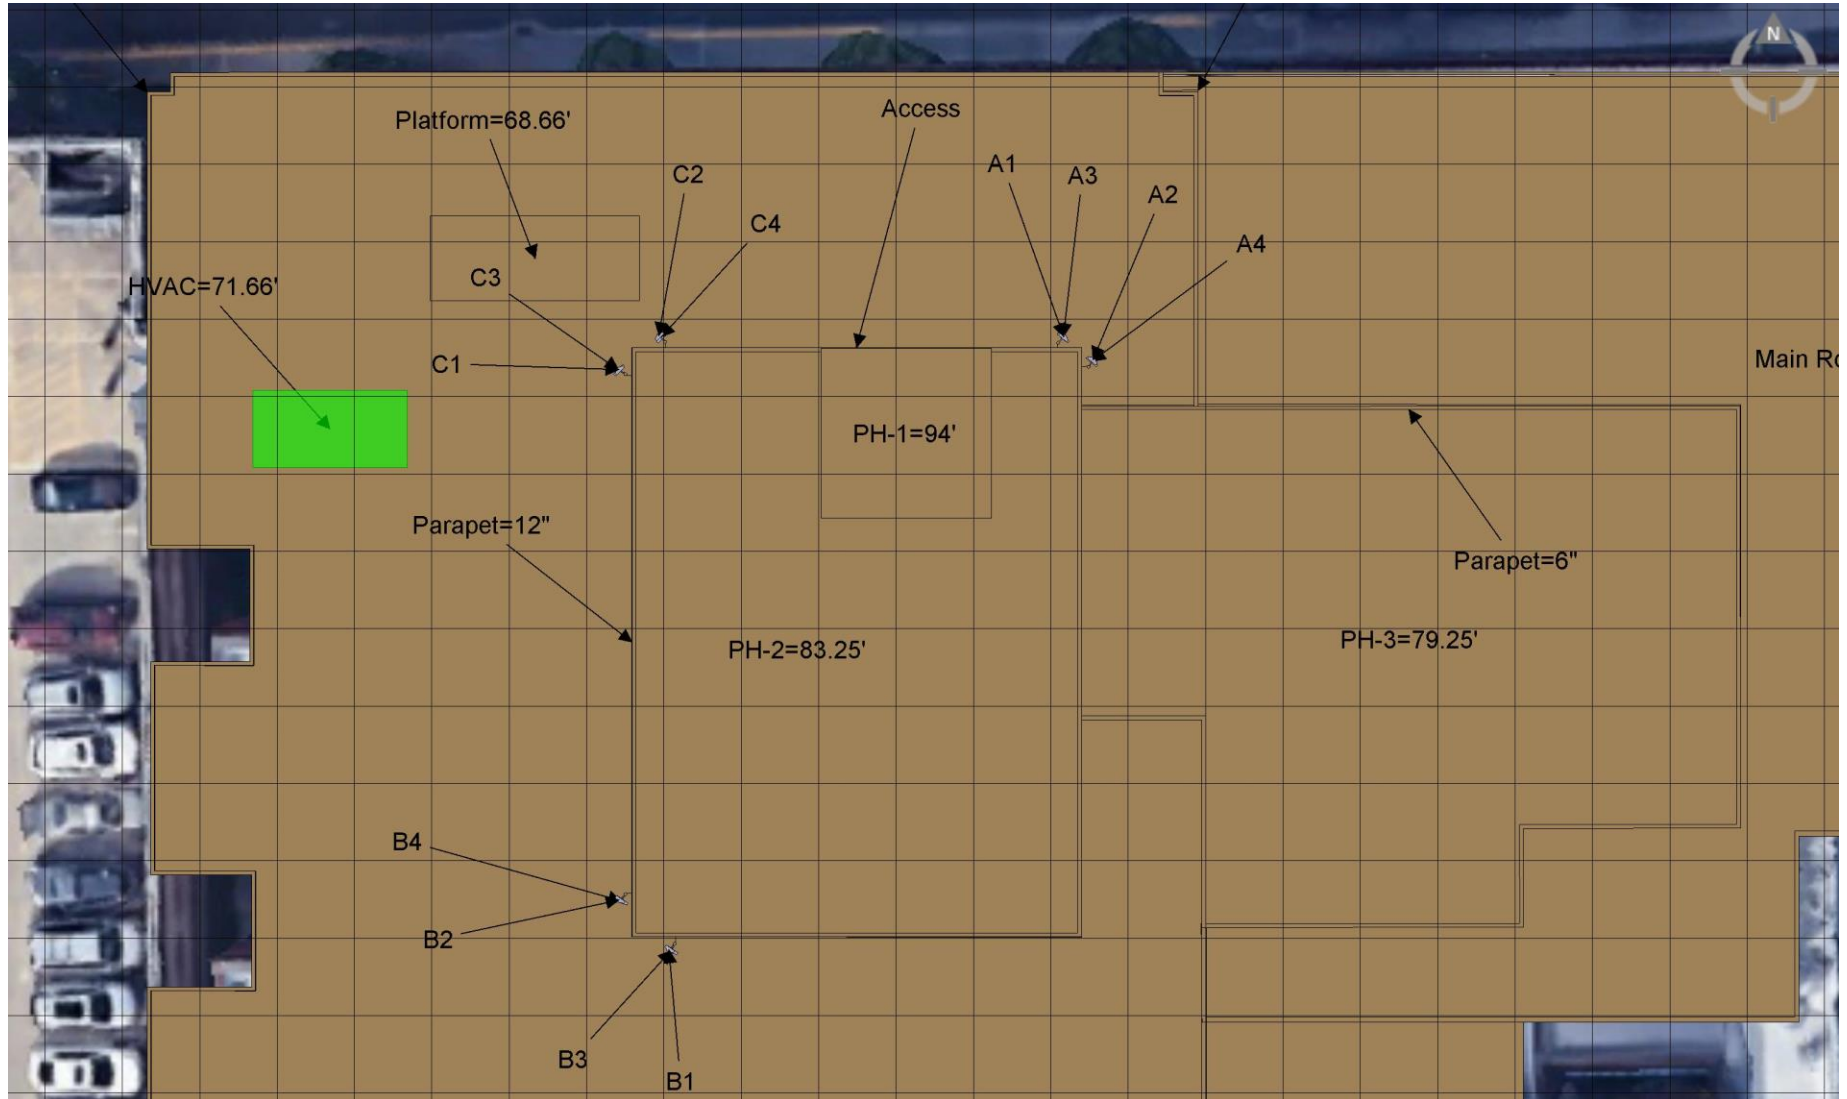 N
Platform=68.66'
Access
C2
A1
A3
A2
C4
A4
C3
HVAC=71.66'
C1
Main Ro
PH-1=94'
Parapet=12"
Parapet=6"
PH-2=83.25'
PH-3=79.25'
B4
B2
B3
B1